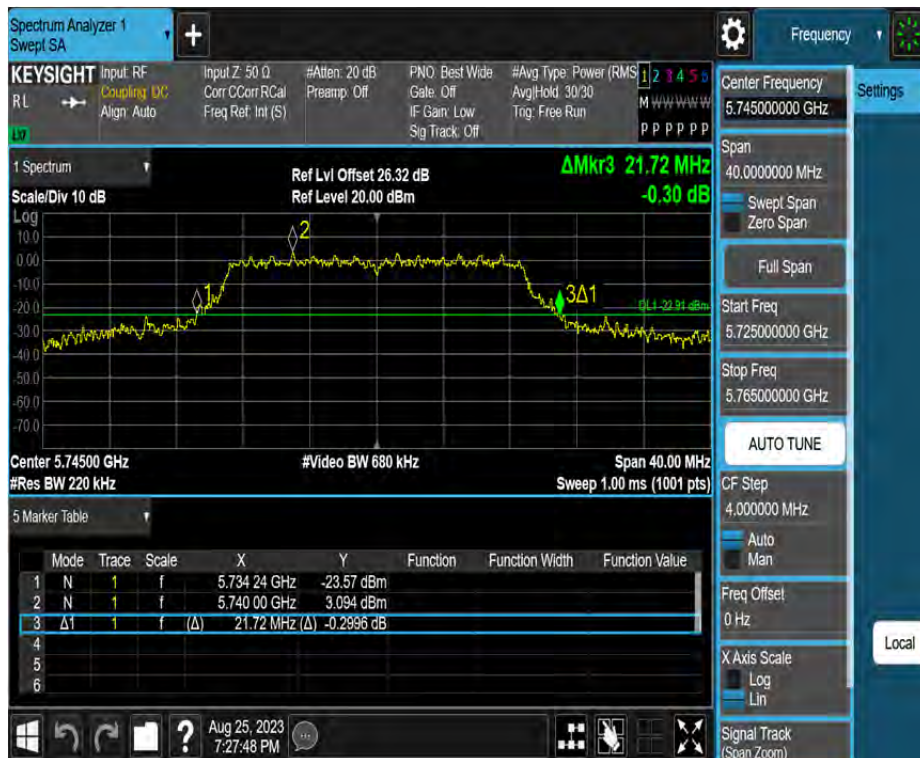 Spectrum Analyzer 1
Swept SA
+
Frequency
KEYSIGHT
RL
LXI
Input: RF
Coupling: DC
Align: Auto
Input Z: 50 Ω
Corr CCorr RCal
Freq Ref: Int (S)
#Atten: 20 dB
Preamp: Off
PNO: Best Wide
Gate: Off
IF Gain: Low
Sig Track: Off
#Avg Type: Power (RMS
Avg|Hold: 30/30
Trig: Free Run
1 2 3 4 5 6
M W W W W W
P P P P P P
1 Spectrum
Scale/Div 10 dB
Ref Lvl Offset 26.32 dB
Ref Level 20.00 dBm
ΔMkr3 21.72 MHz
-0.30 dB
Log
10.0
0.00
-10.0
-20.0
-30.0
-40.0
-50.0
-60.0
-70.0
2
1
3Δ1
DL1 -22.91 dBm
Center 5.74500 GHz
#Video BW 680 kHz
Span 40.00 MHz
#Res BW 220 kHz
Sweep 1.00 ms (1001 pts)
5 Marker Table
Mode Trace Scale X Y Function Function Width Function Value
1 N 1 f 5.734 24 GHz -23.57 dBm
2 N 1 f 5.740 00 GHz 3.094 dBm
3 Δ1 1 f (Δ) 21.72 MHz (Δ) -0.2996 dB
4
5
6
?
Aug 25, 2023
7:27:48 PM
Center Frequency
5.745000000 GHz
Span
40.0000000 MHz
Swept Span
Zero Span
Full Span
Start Freq
5.725000000 GHz
Stop Freq
5.765000000 GHz
AUTO TUNE
CF Step
4.000000 MHz
Auto
Man
Freq Offset
0 Hz
X Axis Scale
Log
Lin
Signal Track
(Span Zoom)
Settings
Local